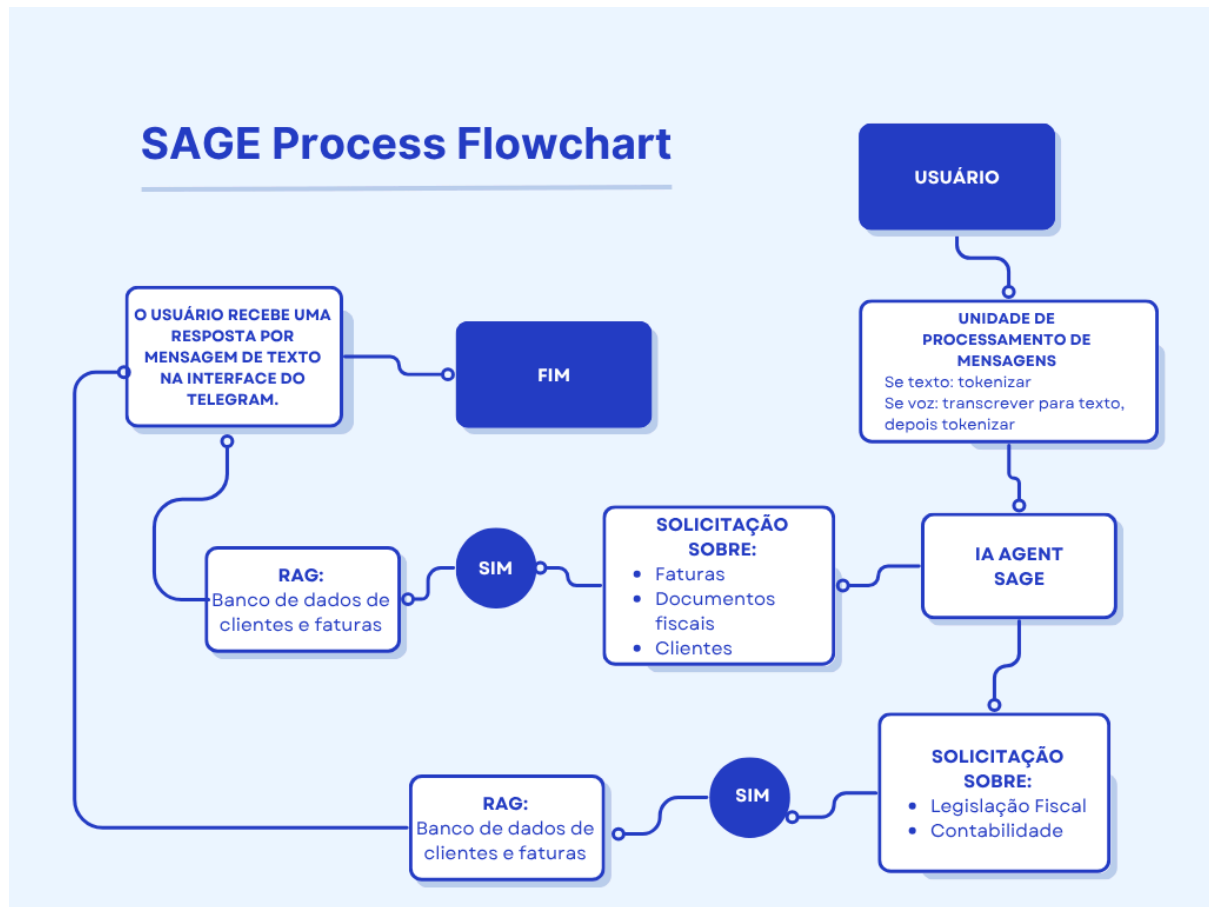 SAGE Process Flowchart
USUÁRIO
UNIDADE DE
PROCESSAMENTO DE
MENSAGENS
Se texto: tokenizar
Se voz: transcrever para texto,
depois tokenizar
O USUÁRIO RECEBE UMA
RESPOSTA POR
MENSAGEM DE TEXTO
NA INTERFACE DO
TELEGRAM.
FIM
IA AGENT
SAGE
SOLICITAÇÃO
SOBRE:
• Faturas
• Documentos
fiscais
• Clientes
SIM
RAG:
Banco de dados de
clientes e faturas
SOLICITAÇÃO
SOBRE:
• Legislação Fiscal
• Contabilidade
SIM
RAG:
Banco de dados de
clientes e faturas